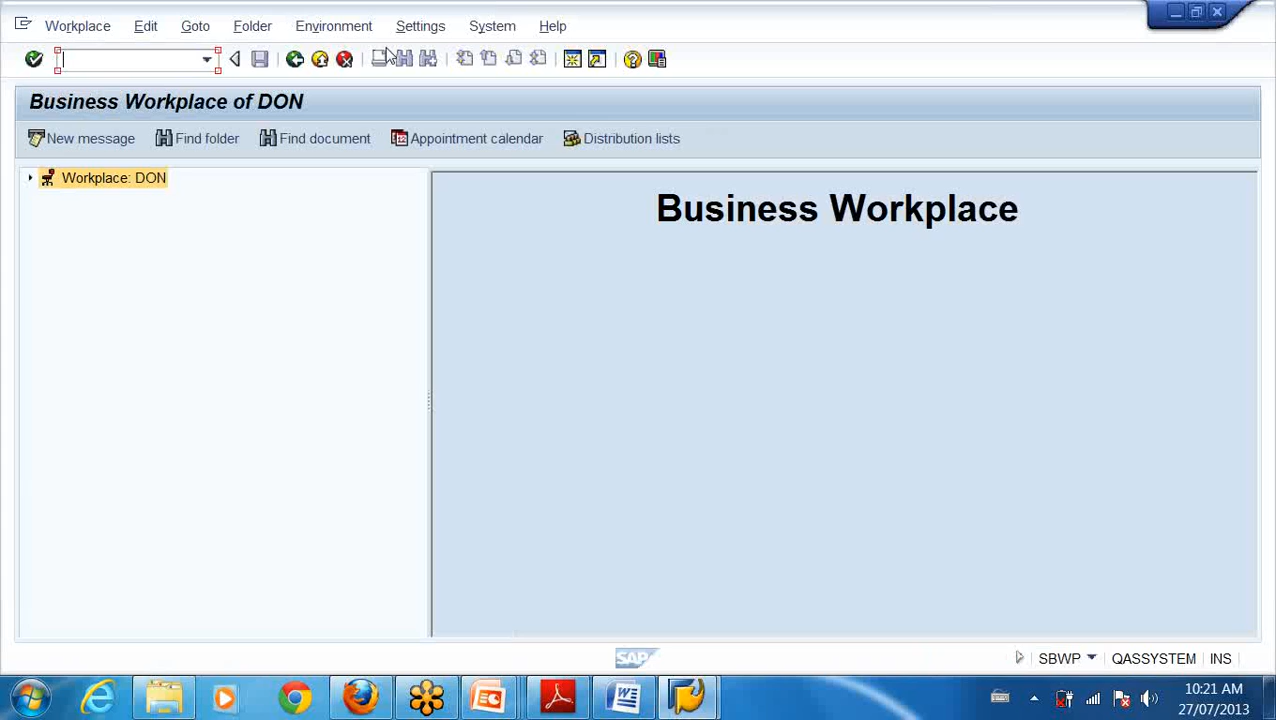 Workplace Edit Goto Folder Environment Settings System Help
Business Workplace of DON
New message Find folder Find document Appointment calendar Distribution lists
Workplace: DON
Business Workplace
SAP
SBWP QASSYSTEM INS
10:21 AM
27/07/2013